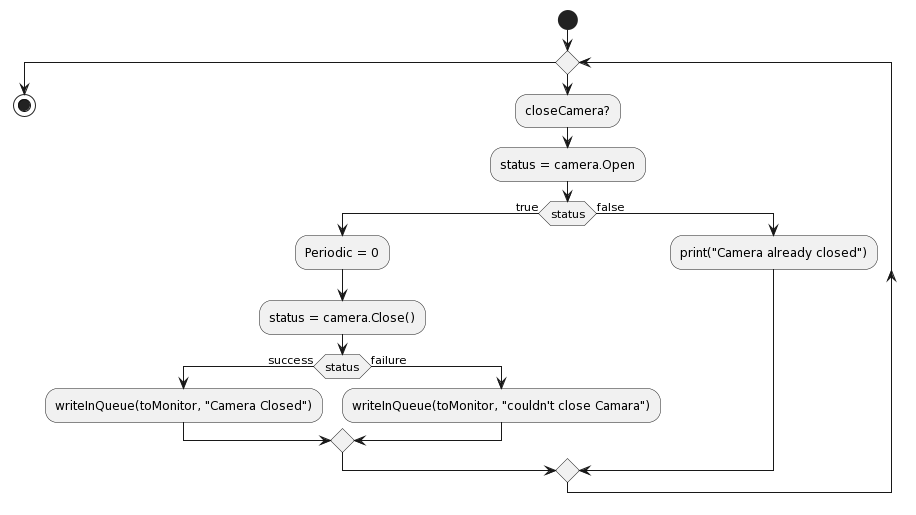 closeCamera?
status = camera.Open
true
status
false
Periodic = 0
print("Camera already closed")
status = camera.Close()
success
status
failure
writeInQueue(toMonitor, "Camera Closed")
writeInQueue(toMonitor, "couldn't close Camara")